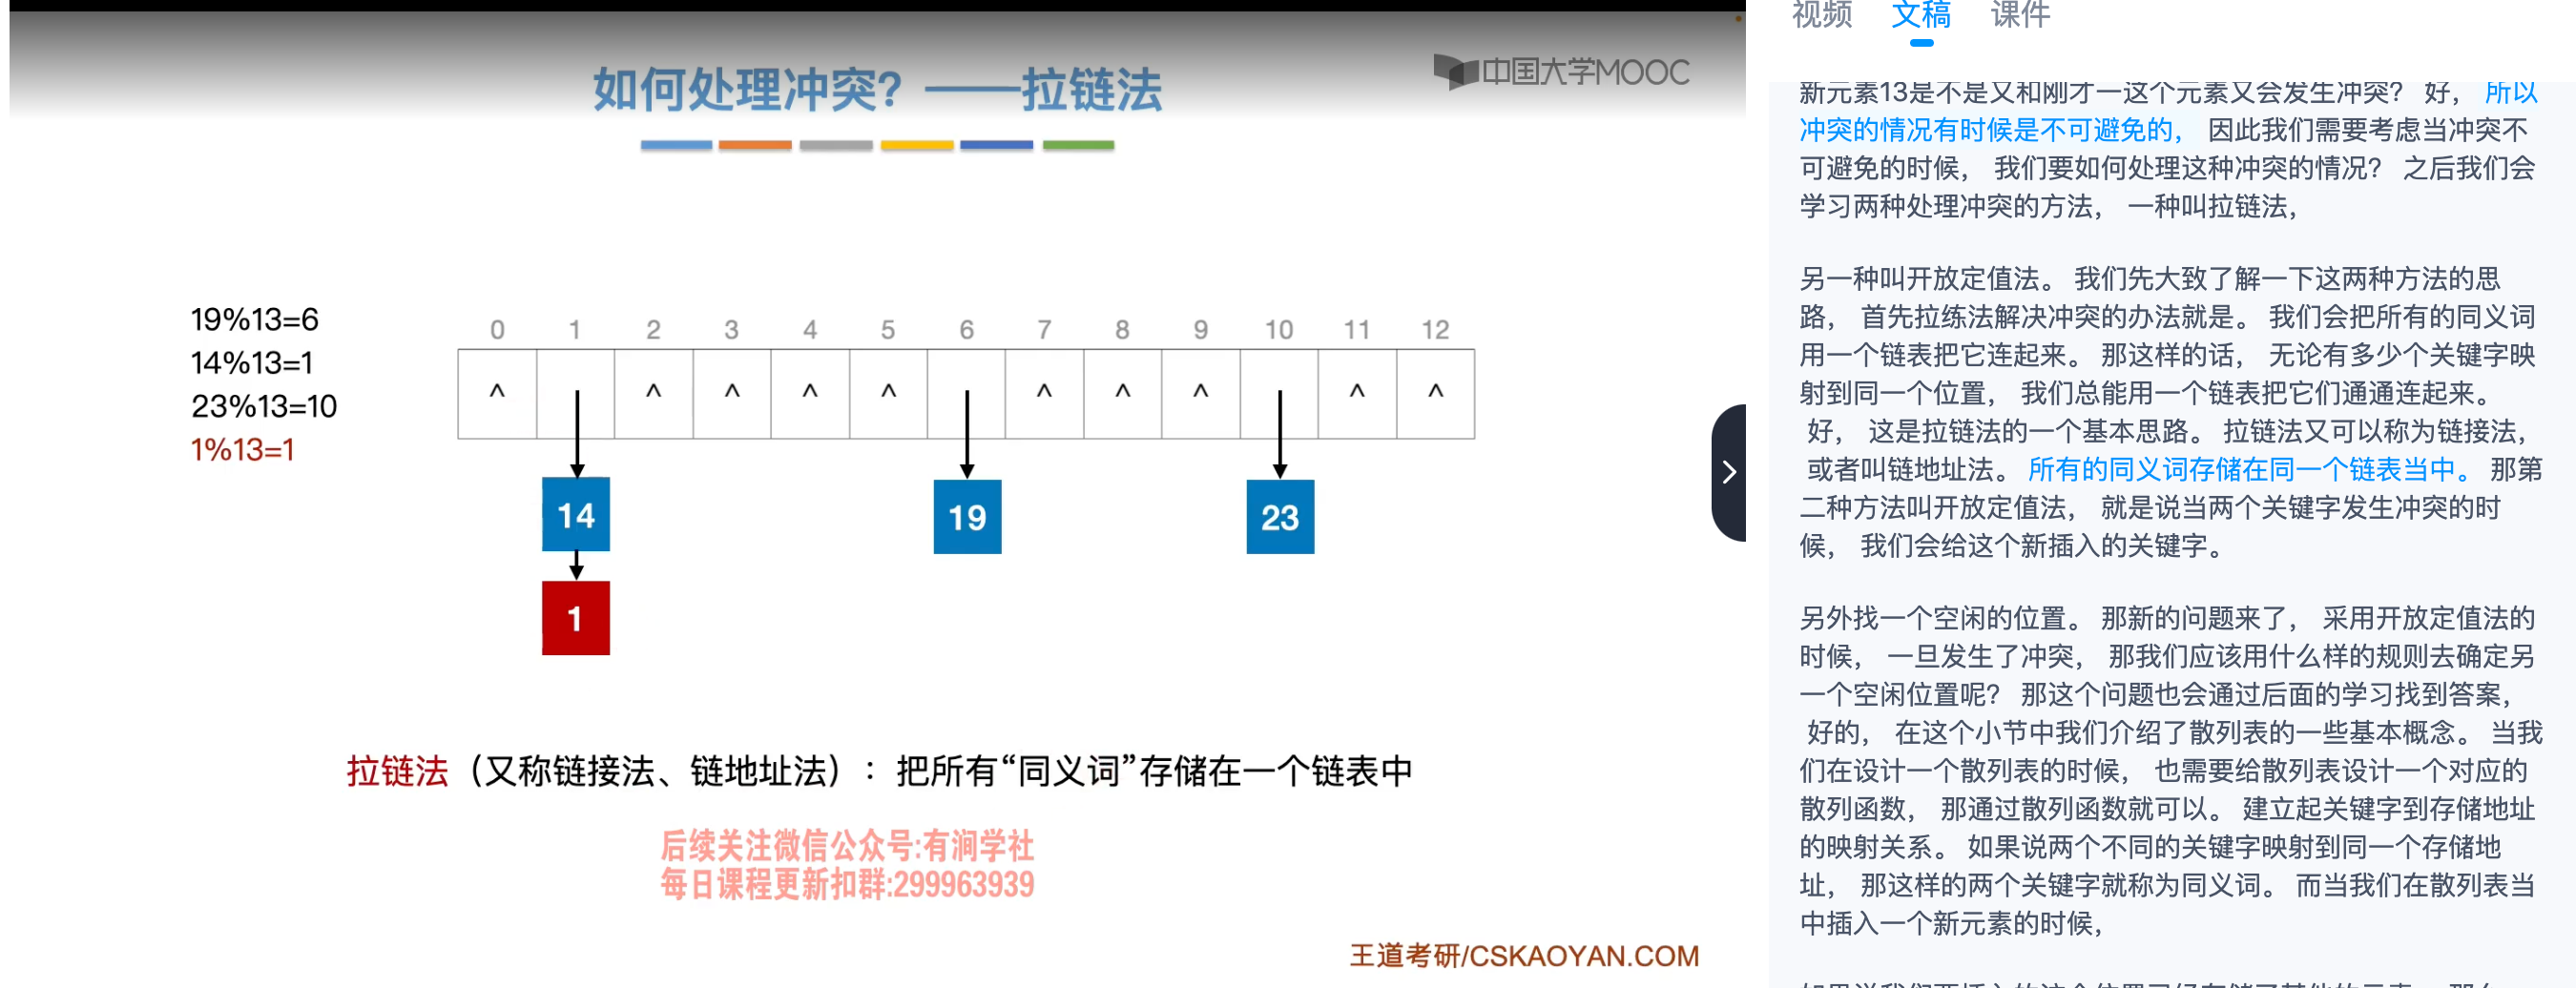 如何处理冲突？——拉链法
中国大学MOOC
19%13=6
14%13=1
23%13=10
1%13=1
0 1 2 3 4 5 6 7 8 9 10 11 12
^ ^ ^ ^ ^ ^ ^ ^ ^ ^
14 19 23
1
拉链法（又称链接法、链地址法）：把所有“同义词”存储在一个链表中
后续关注微信公众号:有涧学社
每日课程更新扣群:299963939
王道考研/CSKAOYAN.COM
视频 文稿 课件
新元素13是不是又和刚才一这个元素又会发生冲突？ 好， 所以
冲突的情况有时候是不可避免的， 因此我们需要考虑当冲突不
可避免的时候， 我们要如何处理这种冲突的情况？ 之后我们会
学习两种处理冲突的方法， 一种叫拉链法，
另一种叫开放定值法。 我们先大致了解一下这两种方法的思
路， 首先拉练法解决冲突的办法就是。 我们会把所有的同义词
用一个链表把它连起来。 那这样的话， 无论有多少个关键字映
射到同一个位置， 我们总能用一个链表把它们通通连起来。
好， 这是拉链法的一个基本思路。 拉链法又可以称为链接法，
或者叫链地址法。 所有的同义词存储在同一个链表当中。 那第
二种方法叫开放定值法， 就是说当两个关键字发生冲突的时
候， 我们会给这个新插入的关键字。
另外找一个空闲的位置。 那新的问题来了， 采用开放定值法的
时候， 一旦发生了冲突， 那我们应该用什么样的规则去确定另
一个空闲位置呢？ 那这个问题也会通过后面的学习找到答案，
好的， 在这个小节中我们介绍了散列表的一些基本概念。 当我
们在设计一个散列表的时候， 也需要给散列表设计一个对应的
散列函数， 那通过散列函数就可以。 建立起关键字到存储地址
的映射关系。 如果说两个不同的关键字映射到同一个存储地
址， 那这样的两个关键字就称为同义词。 而当我们在散列表当
中插入一个新元素的时候，